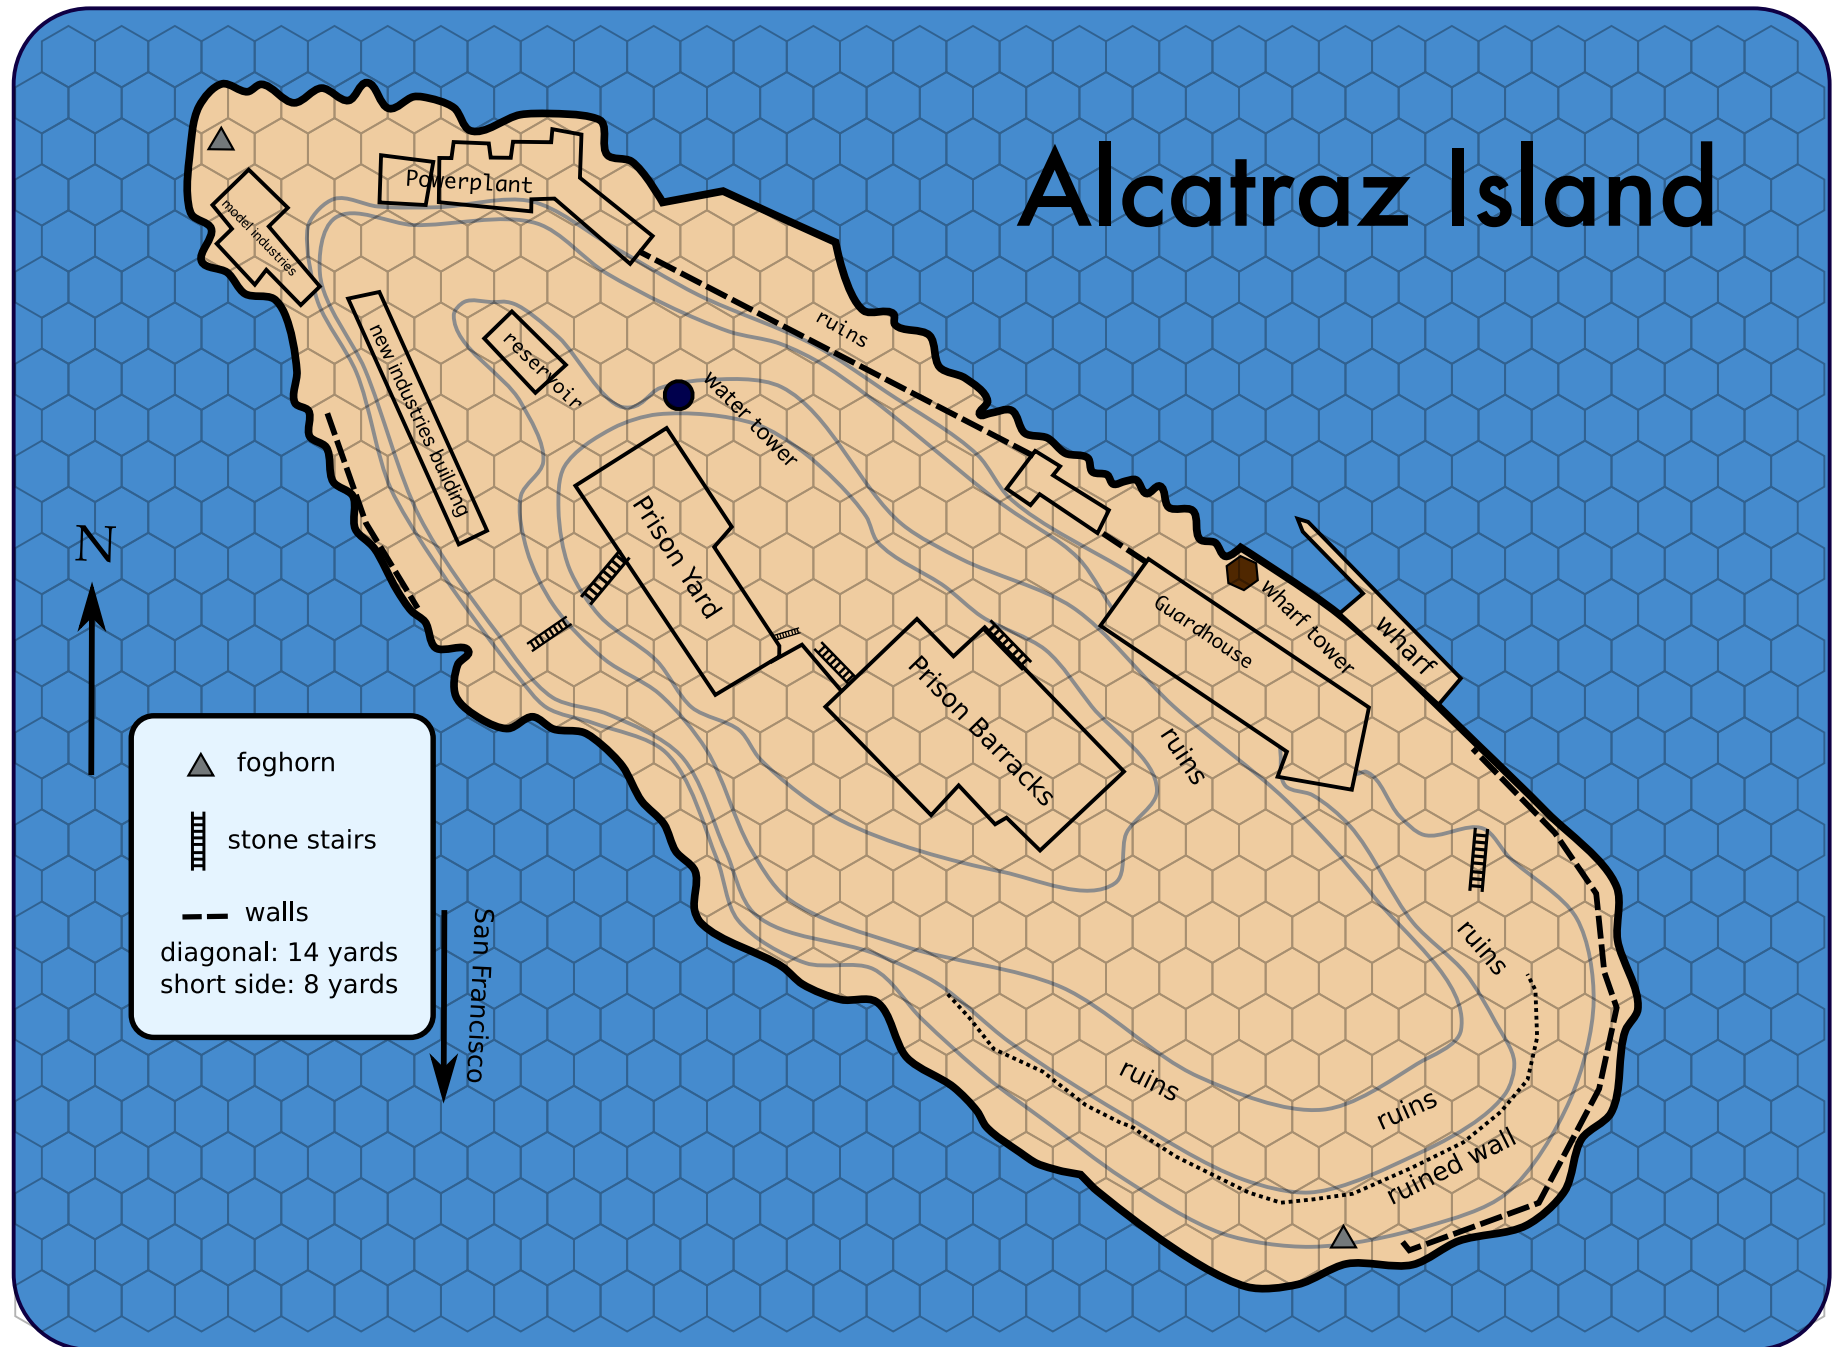 Alcatraz Island
Powerplant
model industries
ruins
new industries building
reservoir
water tower
Prison Yard
N
Guardhouse
wharf tower
wharf
Prison Barracks
ruins
foghorn
stone stairs
walls
diagonal: 14 yards
short side: 8 yards
San Francisco
ruins
ruins
ruins
ruined wall